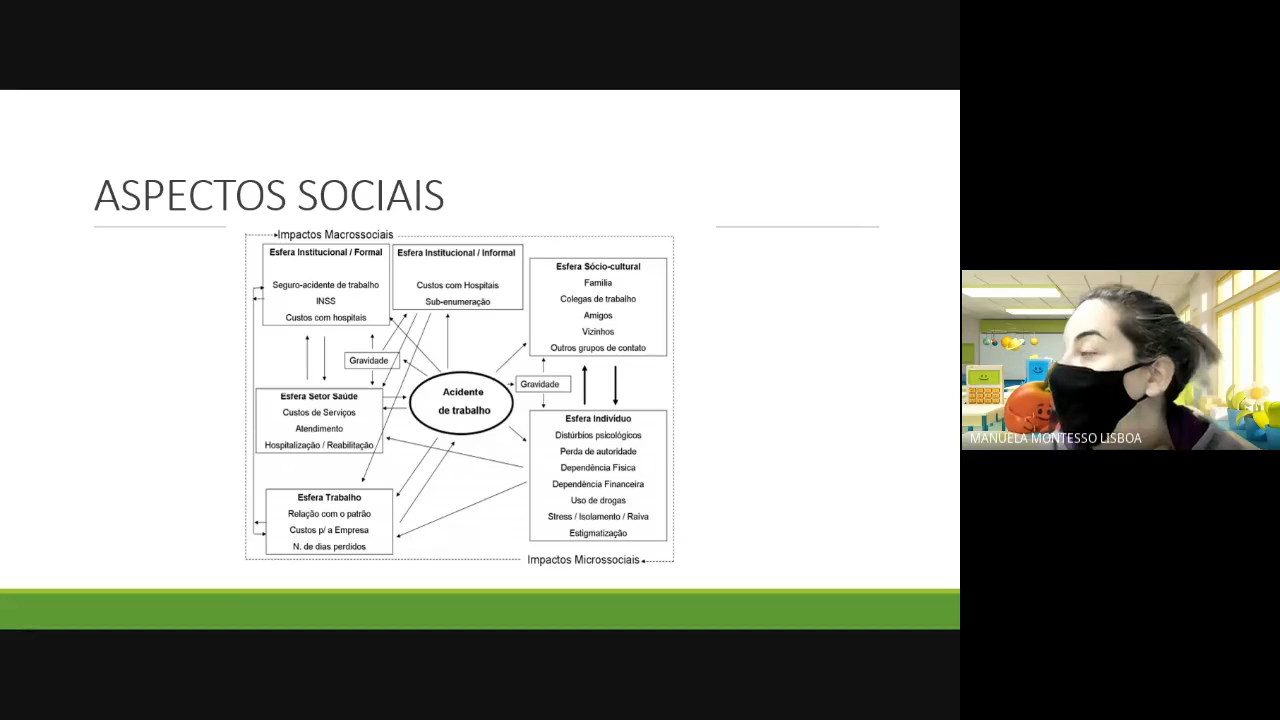 ASPECTOS SOCIAIS
Impactos Macrossociais
Esfera Institucional / Formal
Seguro-acidente de trabalho
INSS
Custos com hospitais
Esfera Institucional / Informal
Custos com Hospitais
Sub-enumeração
Esfera Sócio-cultural
Família
Colegas de trabalho
Amigos
Vizinhos
Outros grupos de contato
Gravidade
Acidente
de trabalho
Gravidade
Esfera Setor Saúde
Custos de Serviços
Atendimento
Hospitalização / Reabilitação
Esfera Indivíduo
Distúrbios psicológicos
Perda de autoridade
Dependência Física
Dependência Financeira
Uso de drogas
Stress / Isolamento / Raiva
Estigmatização
Esfera Trabalho
Relação com o patrão
Custos p/ a Empresa
N. de dias perdidos
Impactos Microssociais
MANUELA MONTESSO LISBOA